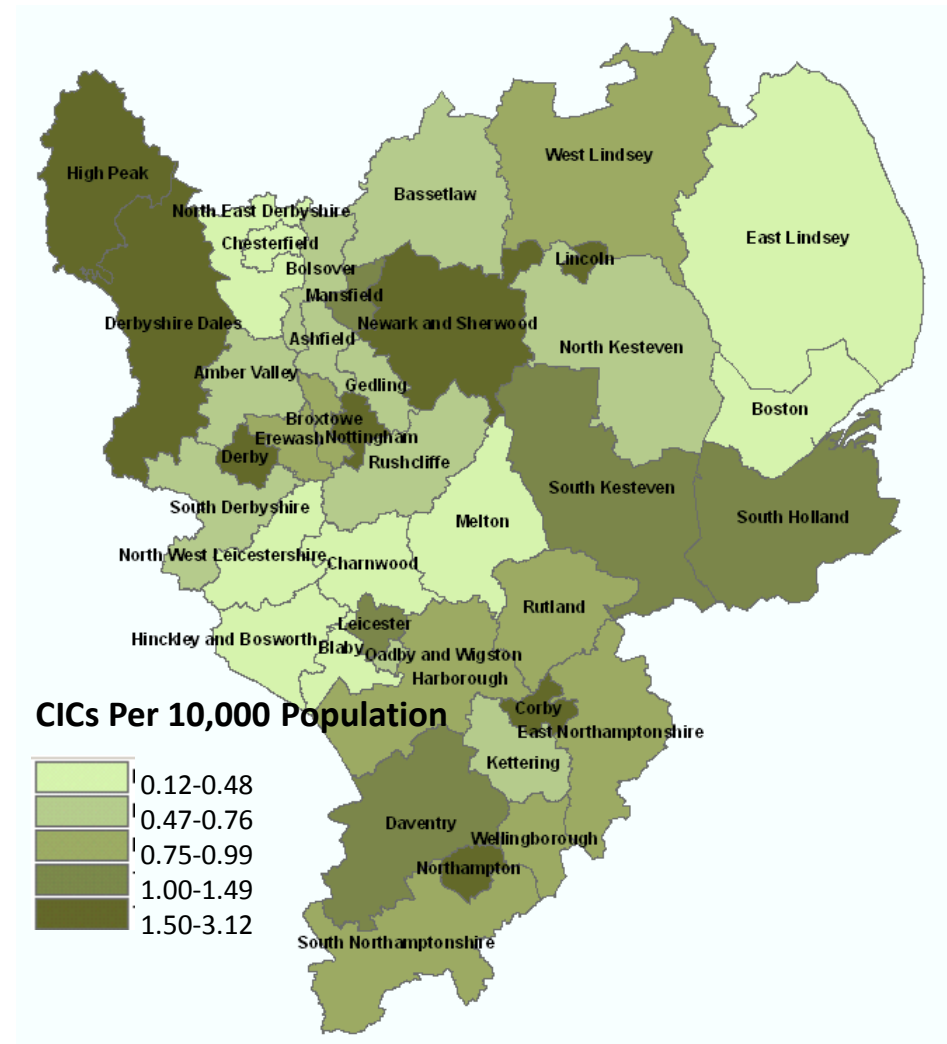 High Peak
West Lindsey
Bassetlaw
North East Derbyshire
Chesterfield
East Lindsey
Lincoln
Bolsover
Mansfield
Derbyshire Dales
Newark and Sherwood
Ashfield
North Kesteven
Amber Valley
Gedling
Boston
Broxtowe
Erewash
Nottingham
Derby
Rushcliffe
South Kesteven
South Derbyshire
Melton
South Holland
North West Leicestershire
Charnwood
Rutland
Leicester
Hinckley and Bosworth
Blaby
Oadby and Wigston
Harborough
Corby
East Northamptonshire
Kettering
Daventry
Wellingborough
Northampton
South Northamptonshire
CICs Per 10,000 Population
0.12-0.48
0.47-0.76
0.75-0.99
1.00-1.49
1.50-3.12